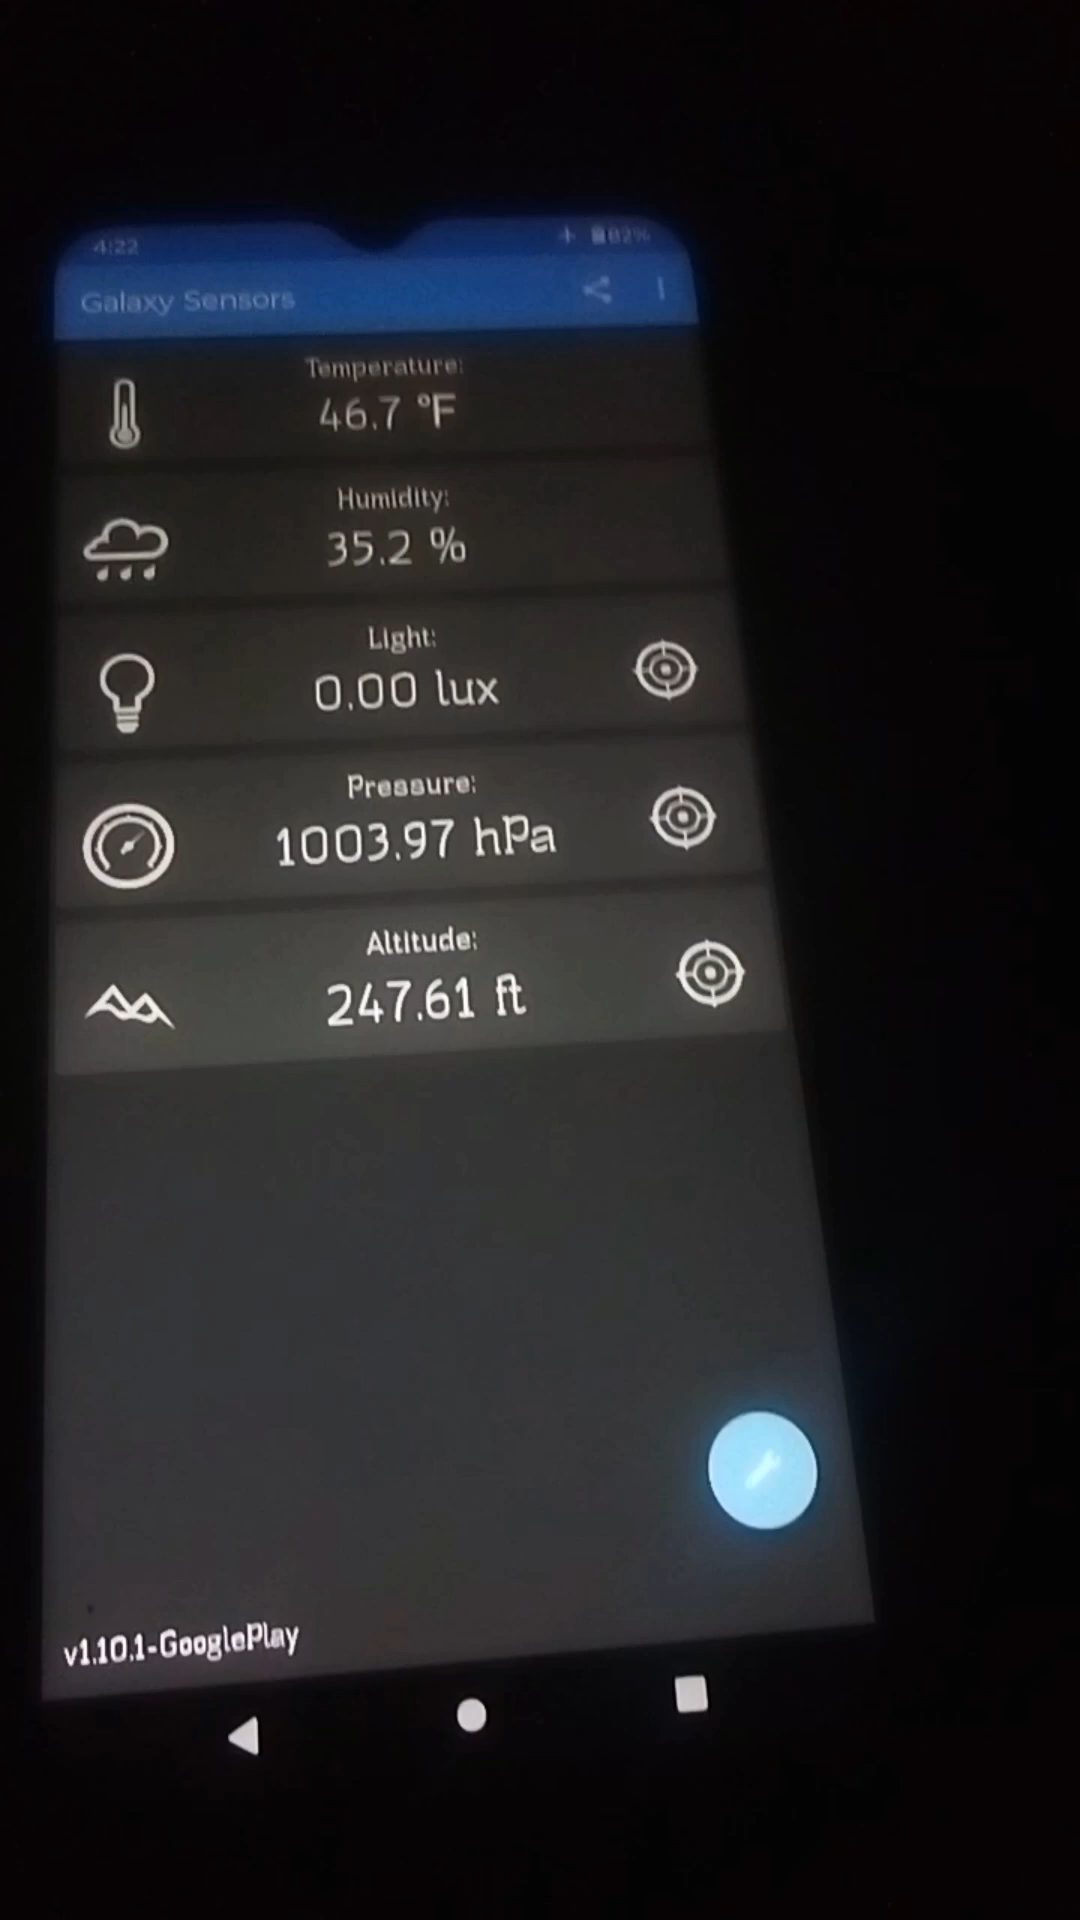 4:22 82%
Galaxy Sensors
Temperature:
46.7 °F
Humidity:
35.2 %
Light:
0.00 lux
Pressure:
1003.97 hPa
Altitude:
247.61 ft
v1.10.1-GooglePlay